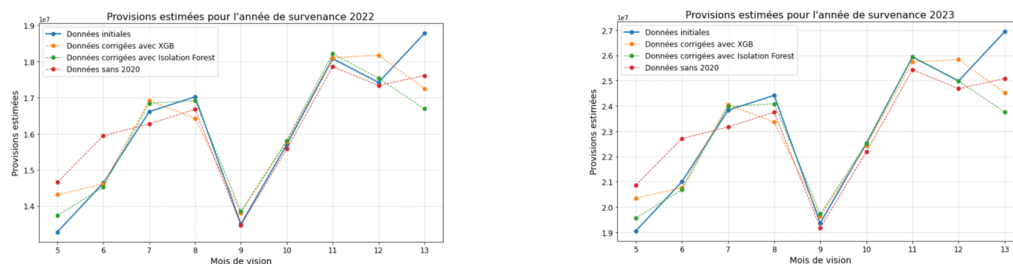 Provisions estimées pour l'année de survenance 2022
1e7
Données initiales
Données corrigées avec XGB
Données corrigées avec Isolation Forest
Données sans 2020
1.9
1.8
1.7
1.6
1.5
1.4
Provisions estimées
5 6 7 8 9 10 11 12 13
Mois de vision
Provisions estimées pour l'année de survenance 2023
1e7
Données initiales
Données corrigées avec XGB
Données corrigées avec Isolation Forest
Données sans 2020
2.7
2.6
2.5
2.4
2.3
2.2
2.1
2.0
1.9
Provisions estimées
5 6 7 8 9 10 11 12 13
Mois de vision